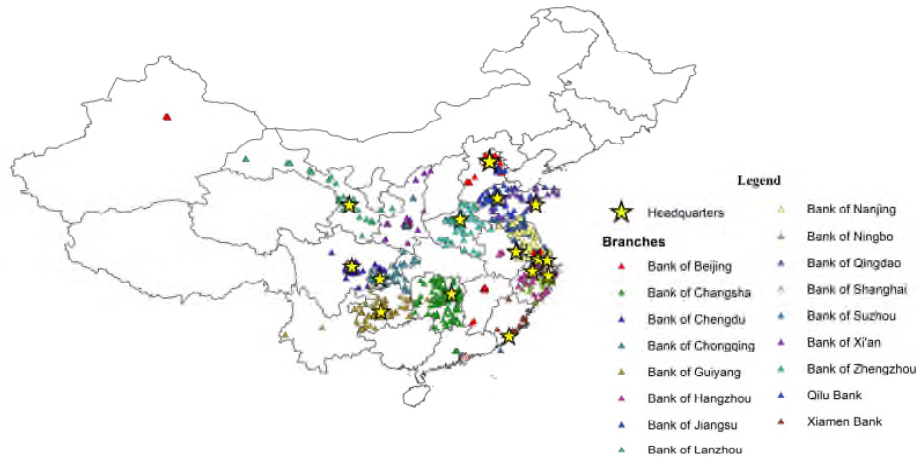 Legend
Headquarters
Branches
Bank of Beijing
Bank of Changsha
Bank of Chengdu
Bank of Chongqing
Bank of Guiyang
Bank of Hangzhou
Bank of Jiangsu
Bank of Lanzhou
Bank of Nanjing
Bank of Ningbo
Bank of Qingdao
Bank of Shanghai
Bank of Suzhou
Bank of Xi'an
Bank of Zhengzhou
Qilu Bank
Xiamen Bank